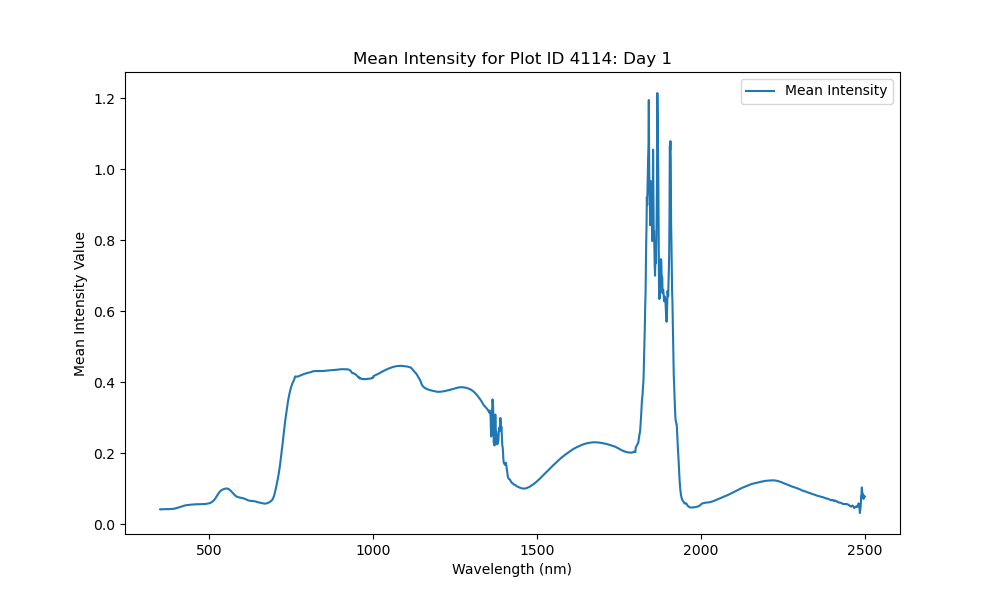 Mean Intensity for Plot ID 4114: Day 1
Mean Intensity
Mean Intensity Value
1.2
1.0
0.8
0.6
0.4
0.2
0.0
500 1000 1500 2000 2500
Wavelength (nm)